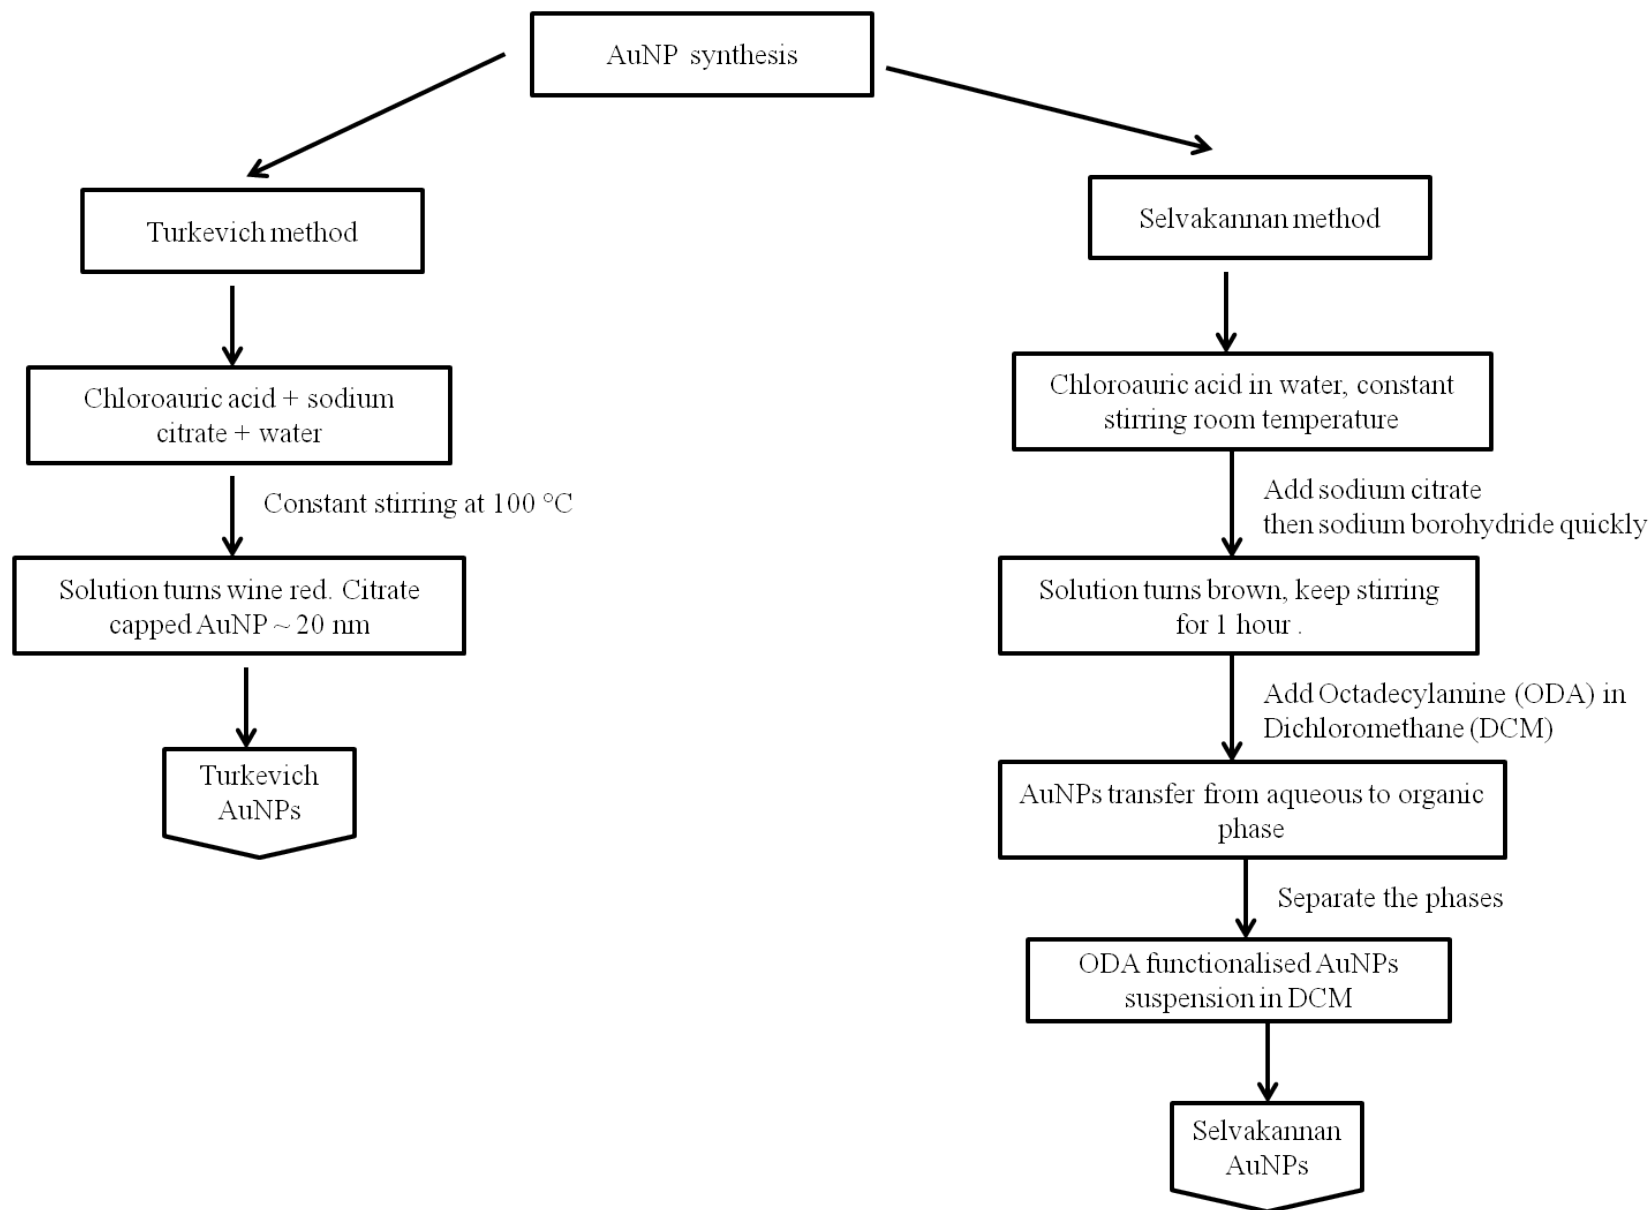 AuNP synthesis
Turkevich method
Chloroauric acid + sodium
citrate + water
Constant stirring at 100 °C
Solution turns wine red. Citrate
capped AuNP ~ 20 nm
Turkevich
AuNPs
Selvakannan method
Chloroauric acid in water, constant
stirring room temperature
Add sodium citrate
then sodium borohydride quickly
Solution turns brown, keep stirring
for 1 hour .
Add Octadecylamine (ODA) in
Dichloromethane (DCM)
AuNPs transfer from aqueous to organic
phase
Separate the phases
ODA functionalised AuNPs
suspension in DCM
Selvakannan
AuNPs